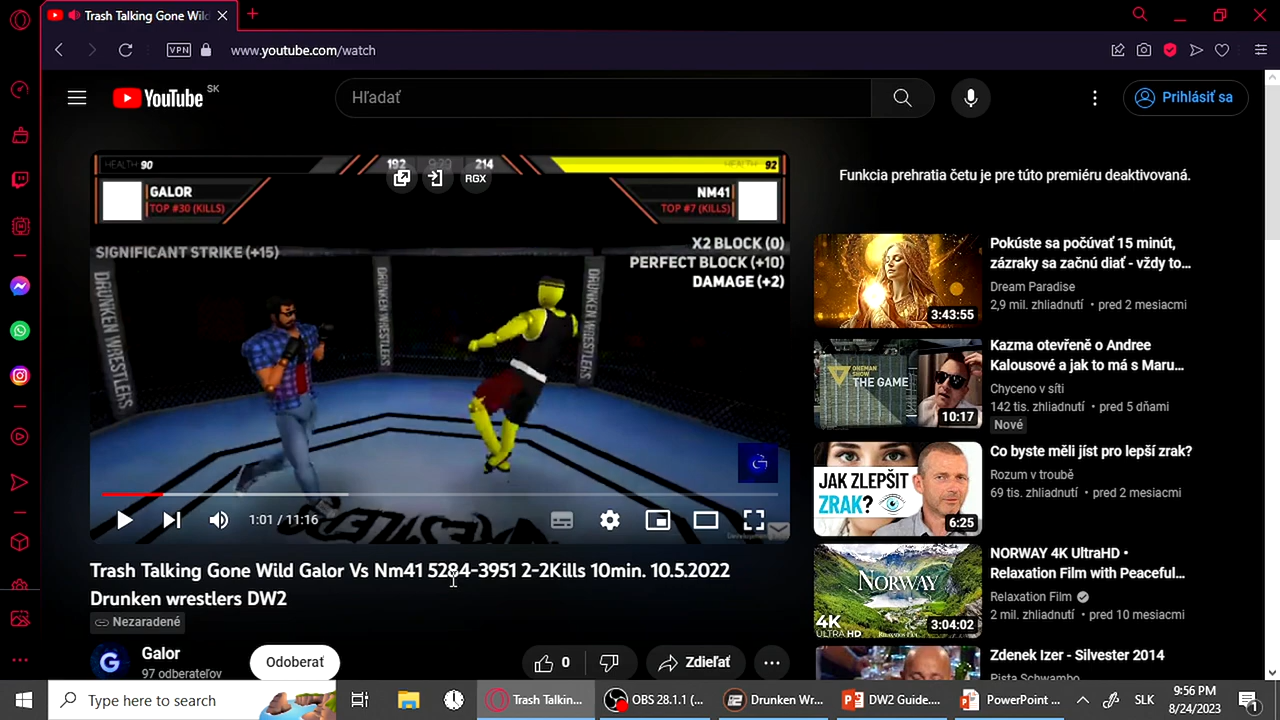 Trash Talking Gone Wild
VPN
www.youtube.com/watch
YouTube SK
Hľadať
Prihlásiť sa
HEALTH 90
192
214
HEALTH 92
RGX
GALOR
TOP #30 (KILLS)
NM41
TOP #7 (KILLS)
SIGNIFICANT STRIKE (+15)
X2 BLOCK (0)
PERFECT BLOCK (+10)
DAMAGE (+2)
DRUNKEN WRESTLERS
DRUNKEN WRESTLERS
DRUNKEN WRESTLERS
G
1:01 / 11:16
Trash Talking Gone Wild Galor Vs Nm41 5284-3951 2-2Kills 10min. 10.5.2022
Drunken wrestlers DW2
Nezaradené
G
Galor
97 odberateľov
Odoberať
0
Zdieľať
Funkcia prehratia četu je pre túto premiéru deaktivovaná.
3:43:55
Pokúste sa počúvať 15 minút,
zázraky sa začnú diať - vždy to...
Dream Paradise
2,9 mil. zhliadnutí • pred 2 mesiacmi
ONEMAN SHOW
THE GAME
10:17
Kazma otevřeně o Andree
Kalousové a jak to má s Maru...
Chyceno v síti
142 tis. zhliadnutí • pred 5 dňami
Nové
JAK ZLEPŠIT
ZRAK?
6:25
Co byste měli jíst pro lepší zrak?
Rozum v troubě
69 tis. zhliadnutí • pred 2 mesiacmi
NORWAY
4K
ULTRA HD
3:04:02
NORWAY 4K UltraHD •
Relaxation Film with Peaceful...
Relaxation Film
2 mil. zhliadnutí • pred 10 mesiacmi
Zdenek Izer - Silvester 2014
Pista Schwambo
Type here to search
Trash Talkin...
OBS 28.1.1 (...
Drunken Wr...
DW2 Guide....
PowerPoint ...
SLK
9:56 PM
8/24/2023
1